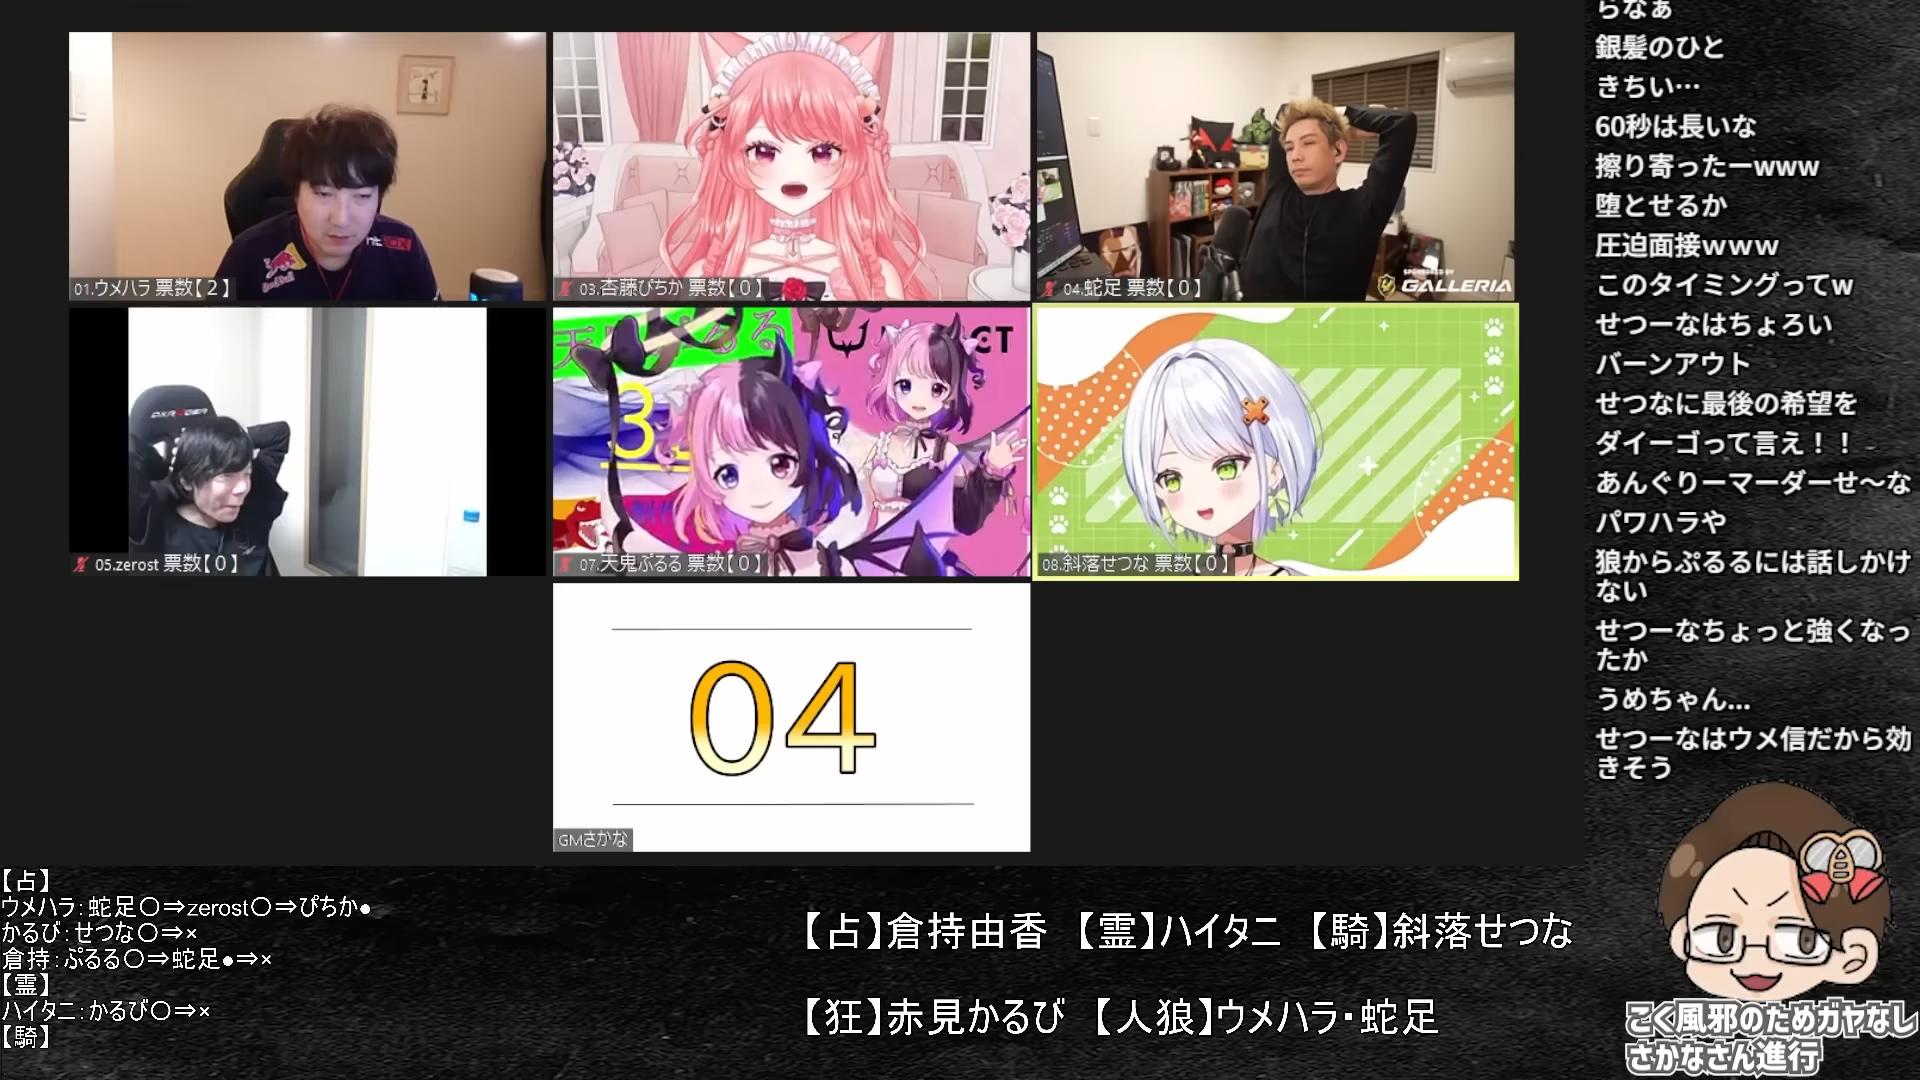 01.ウメハラ 票数【２】
03.杏藤ぴちか 票数【０】
04.蛇足 票数【０】
SPONSORED BY
GALLERIA
05.zerost 票数【０】
07.天鬼ぷるる 票数【０】
08.斜落せつな 票数【０】
04
GMさかな
らなぁ
銀髪のひと
きちい…
60秒は長いな
擦り寄ったーwww
堕とせるか
圧迫面接ｗｗｗ
このタイミングってw
せつーなはちょろい
バーンアウト
せつなに最後の希望を
ダイーゴって言え！！
あんぐりーマーダーせ～な
パワハラや
狼からぷるるには話しかけ
ない
せつーなちょっと強くなっ
たか
うめちゃん...
せつーなはウメ信だから効
きそう
【占】
ウメハラ：蛇足〇⇒zerost〇⇒ぴちか●
かるび：せつな〇⇒×
倉持：ぷるる〇⇒蛇足●⇒×
【霊】
ハイタニ：かるび〇⇒×
【騎】
【占】倉持由香 【霊】ハイタニ 【騎】斜落せつな
【狂】赤見かるび 【人狼】ウメハラ・蛇足
こく風邪のためガヤなし
さかなさん進行